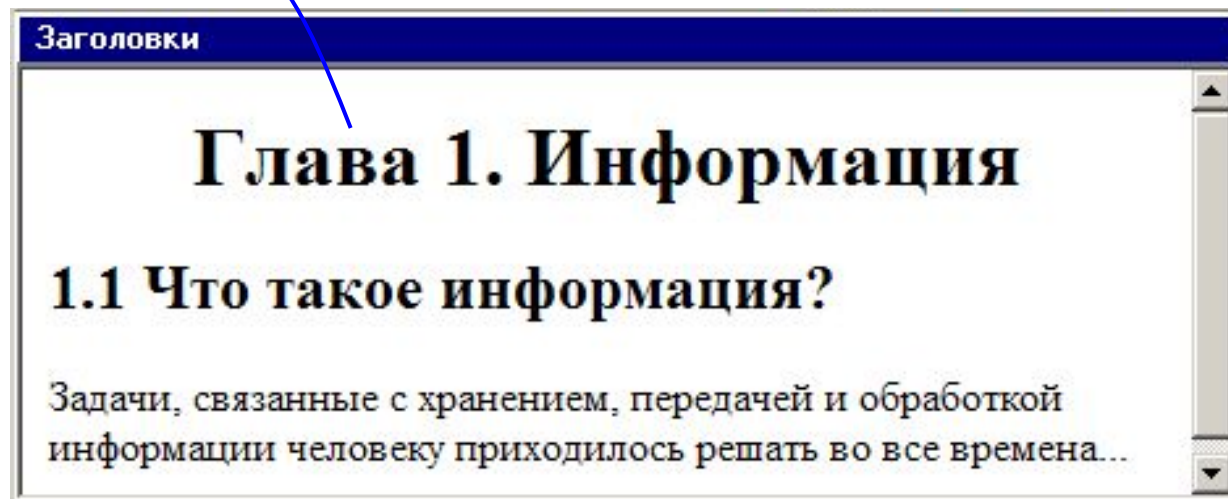 Заголовки
Глава 1. Информация
1.1 Что такое информация?
Задачи, связанные с хранением, передачей и обработкой
информации человеку приходилось решать во все времена...